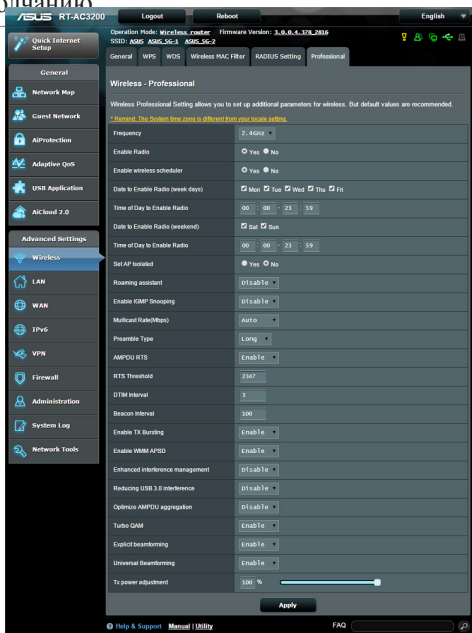 олчанию
ASUS RT-AC3200 Logout Reboot English
Operation Mode: Wireless router Firmware Version: 3.0.0.4.378_2816
SSID: ASUS ASUS_5G-1 ASUS_5G-2
Quick Internet Setup
General WPS WDS Wireless MAC Filter RADIUS Setting Professional
General
Network Map
Guest Network
AiProtection
Adaptive QoS
USB Application
AiCloud 2.0
Advanced Settings
Wireless
LAN
WAN
IPv6
VPN
Firewall
Administration
System Log
Network Tools
Wireless - Professional
Wireless Professional Setting allows you to set up additional parameters for wireless. But default values are recommended.
* Remind: The System time zone is different from your locale setting.
Frequency 2.4GHz
Enable Radio Yes No
Enable wireless scheduler Yes No
Date to Enable Radio (week days) Mon Tue Wed Thu Fri
Time of Day to Enable Radio 00 : 00 - 23 : 59
Date to Enable Radio (weekend) Sat Sun
Time of Day to Enable Radio 00 : 00 - 23 : 59
Set AP Isolated Yes No
Roaming assistant Disable
Enable IGMP Snooping Disable
Multicast Rate(Mbps) Auto
Preamble Type Long
AMPDU RTS Enable
RTS Threshold 2347
DTIM Interval 3
Beacon Interval 100
Enable TX Bursting Enable
Enable WMM APSD Enable
Enhanced interference management Disable
Reducing USB 3.0 interference Disable
Optimize AMPDU aggregation Disable
Turbo QAM Enable
Explicit beamforming Enable
Universal Beamforming Enable
Tx power adjustment 100 %
Apply
Help & Support Manual | Utility FAQ